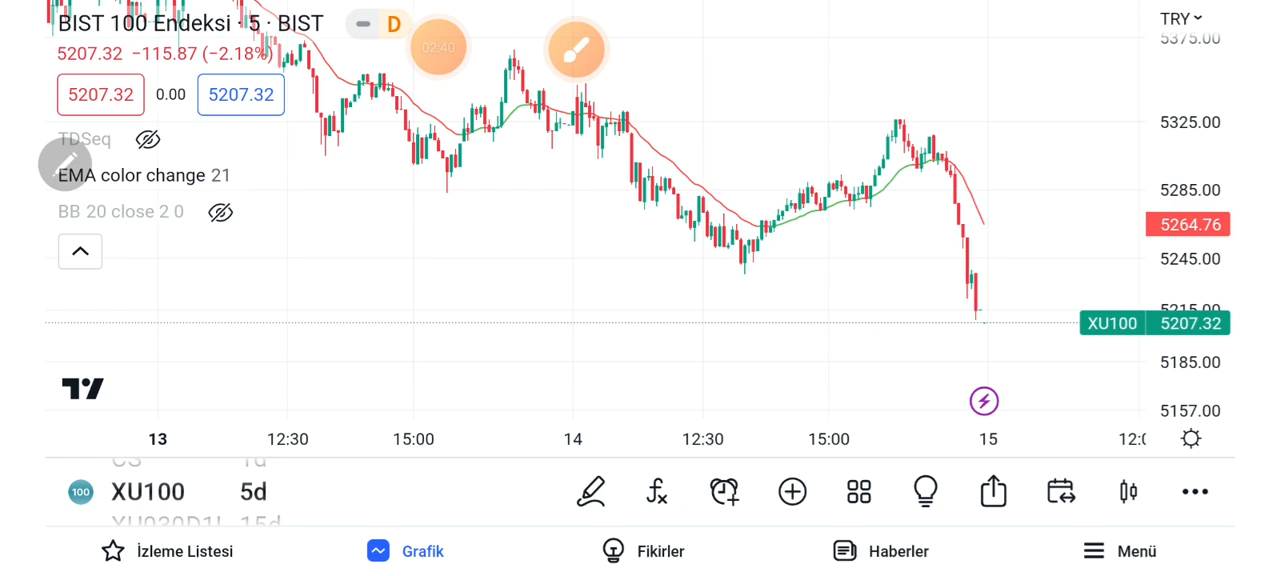 BIST 100 Endeksi · 5 · BIST
D
02:40
TRY
5375.00
5207.32 −115.87 (−2.18%)
5207.32 0.00 5207.32
TDSeq
EMA color change 21
BB 20 close 2 0
5325.00
5285.00
5264.76
5245.00
5215.00
XU100 5207.32
5185.00
5157.00
13 12:30 15:00 14 12:30 15:00 15
100 XU100 5d
İzleme Listesi Grafik Fikirler Haberler Menü